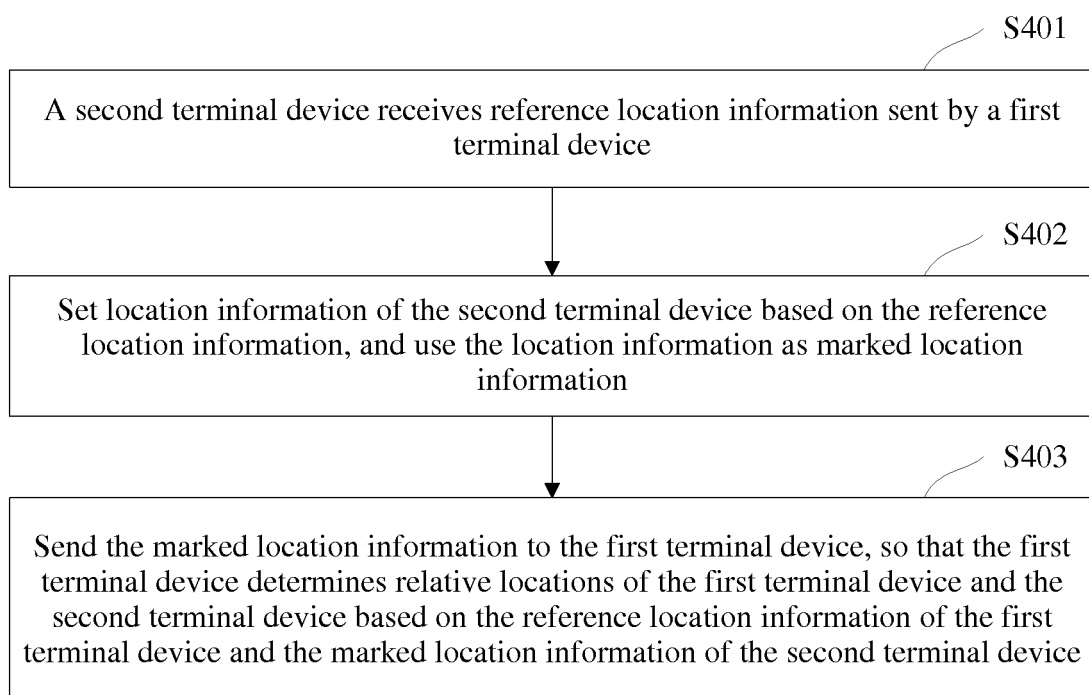 S401
A second terminal device receives reference location information sent by a first
terminal device
S402
Set location information of the second terminal device based on the reference
location information, and use the location information as marked location
information
S403
Send the marked location information to the first terminal device, so that the first
terminal device determines relative locations of the first terminal device and the
second terminal device based on the reference location information of the first
terminal device and the marked location information of the second terminal device